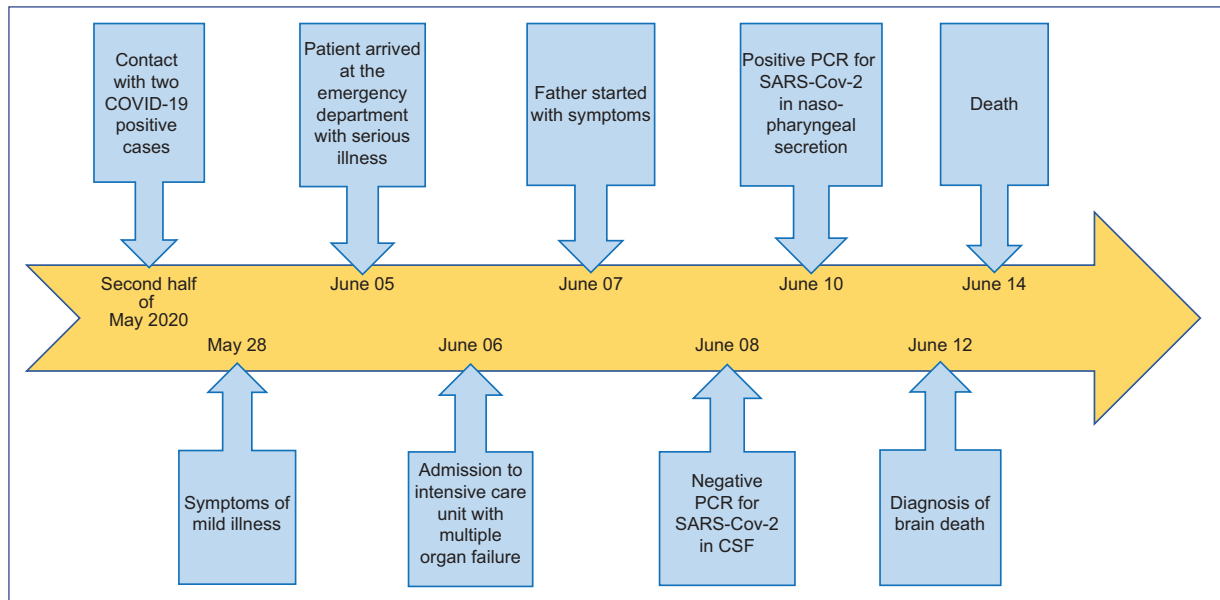 Contact
with two
COVID-19
positive
cases
Patient arrived
at the
emergency
department
with serious
illness
Father started
with symptoms
Positive PCR for
SARS-Cov-2
in naso-
pharyngeal
secretion
Death
Second half
of
May 2020
June 05
June 07
June 10
June 14
May 28
June 06
June 08
June 12
Symptoms of
mild illness
Admission to
intensive care
unit with
multiple
organ failure
Negative
PCR for
SARS-Cov-2
in CSF
Diagnosis of
brain death